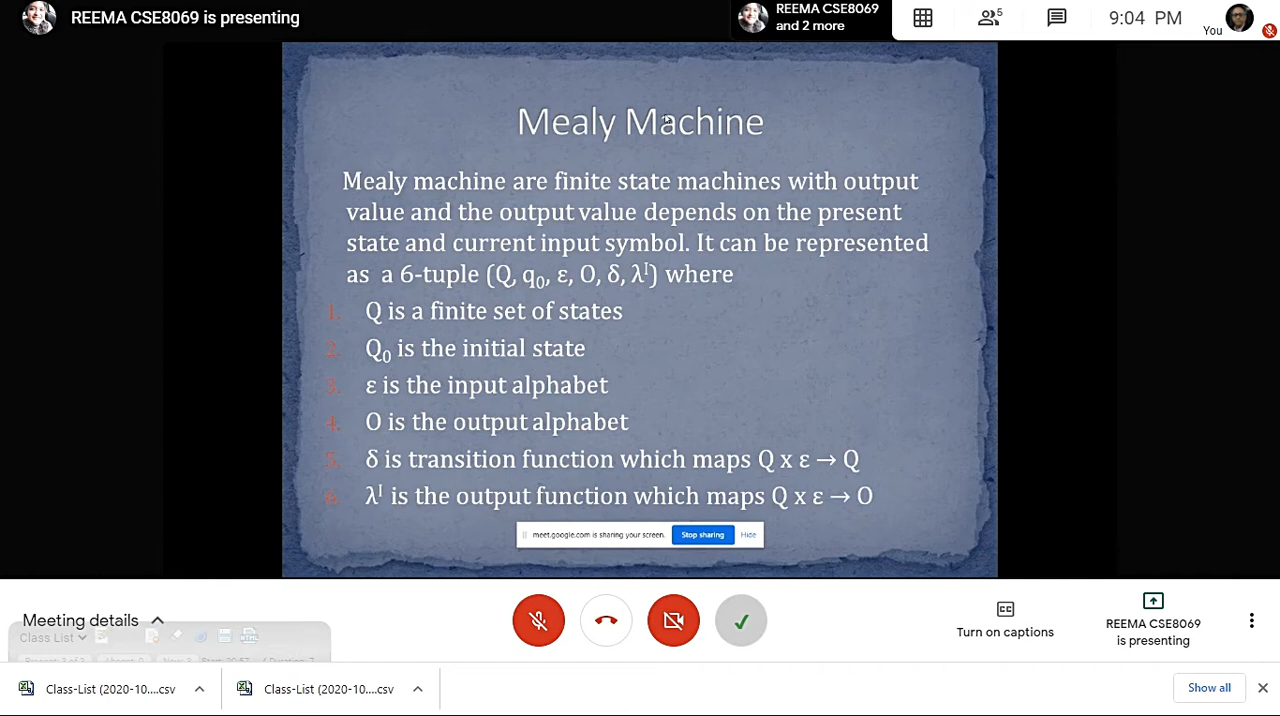 REEMA CSE8069 is presenting
REEMA CSE8069
and 2 more
5
9:04 PM
You
Mealy Machine
Mealy machine are finite state machines with output
value and the output value depends on the present
state and current input symbol. It can be represented
as a 6-tuple (Q, q₀, ε, O, δ, λᴵ) where
1. Q is a finite set of states
2. Q₀ is the initial state
3. ε is the input alphabet
4. O is the output alphabet
5. δ is transition function which maps Q x ε → Q
6. λᴵ is the output function which maps Q x ε → O
meet.google.com is sharing your screen. Stop sharing Hide
Meeting details
Class List
HTML
CC
Turn on captions
REEMA CSE8069
is presenting
Class-List (2020-10....csv
Class-List (2020-10....csv
Show all